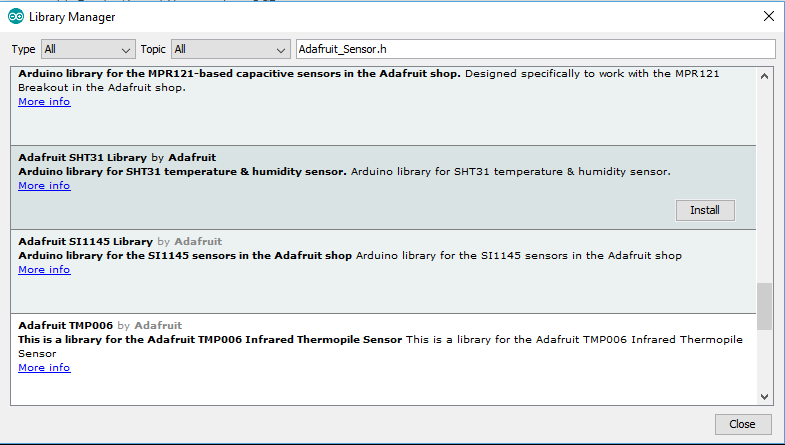 Library Manager
Type All Topic All Adafruit_Sensor.h
Arduino library for the MPR121-based capacitive sensors in the Adafruit shop. Designed specifically to work with the MPR121
Breakout in the Adafruit shop.
More info
Adafruit SHT31 Library by Adafruit
Arduino library for SHT31 temperature & humidity sensor. Arduino library for SHT31 temperature & humidity sensor.
More info
Install
Adafruit SI1145 Library by Adafruit
Arduino library for the SI1145 sensors in the Adafruit shop Arduino library for the SI1145 sensors in the Adafruit shop
More info
Adafruit TMP006 by Adafruit
This is a library for the Adafruit TMP006 Infrared Thermopile Sensor This is a library for the Adafruit TMP006 Infrared Thermopile
Sensor
More info
Close